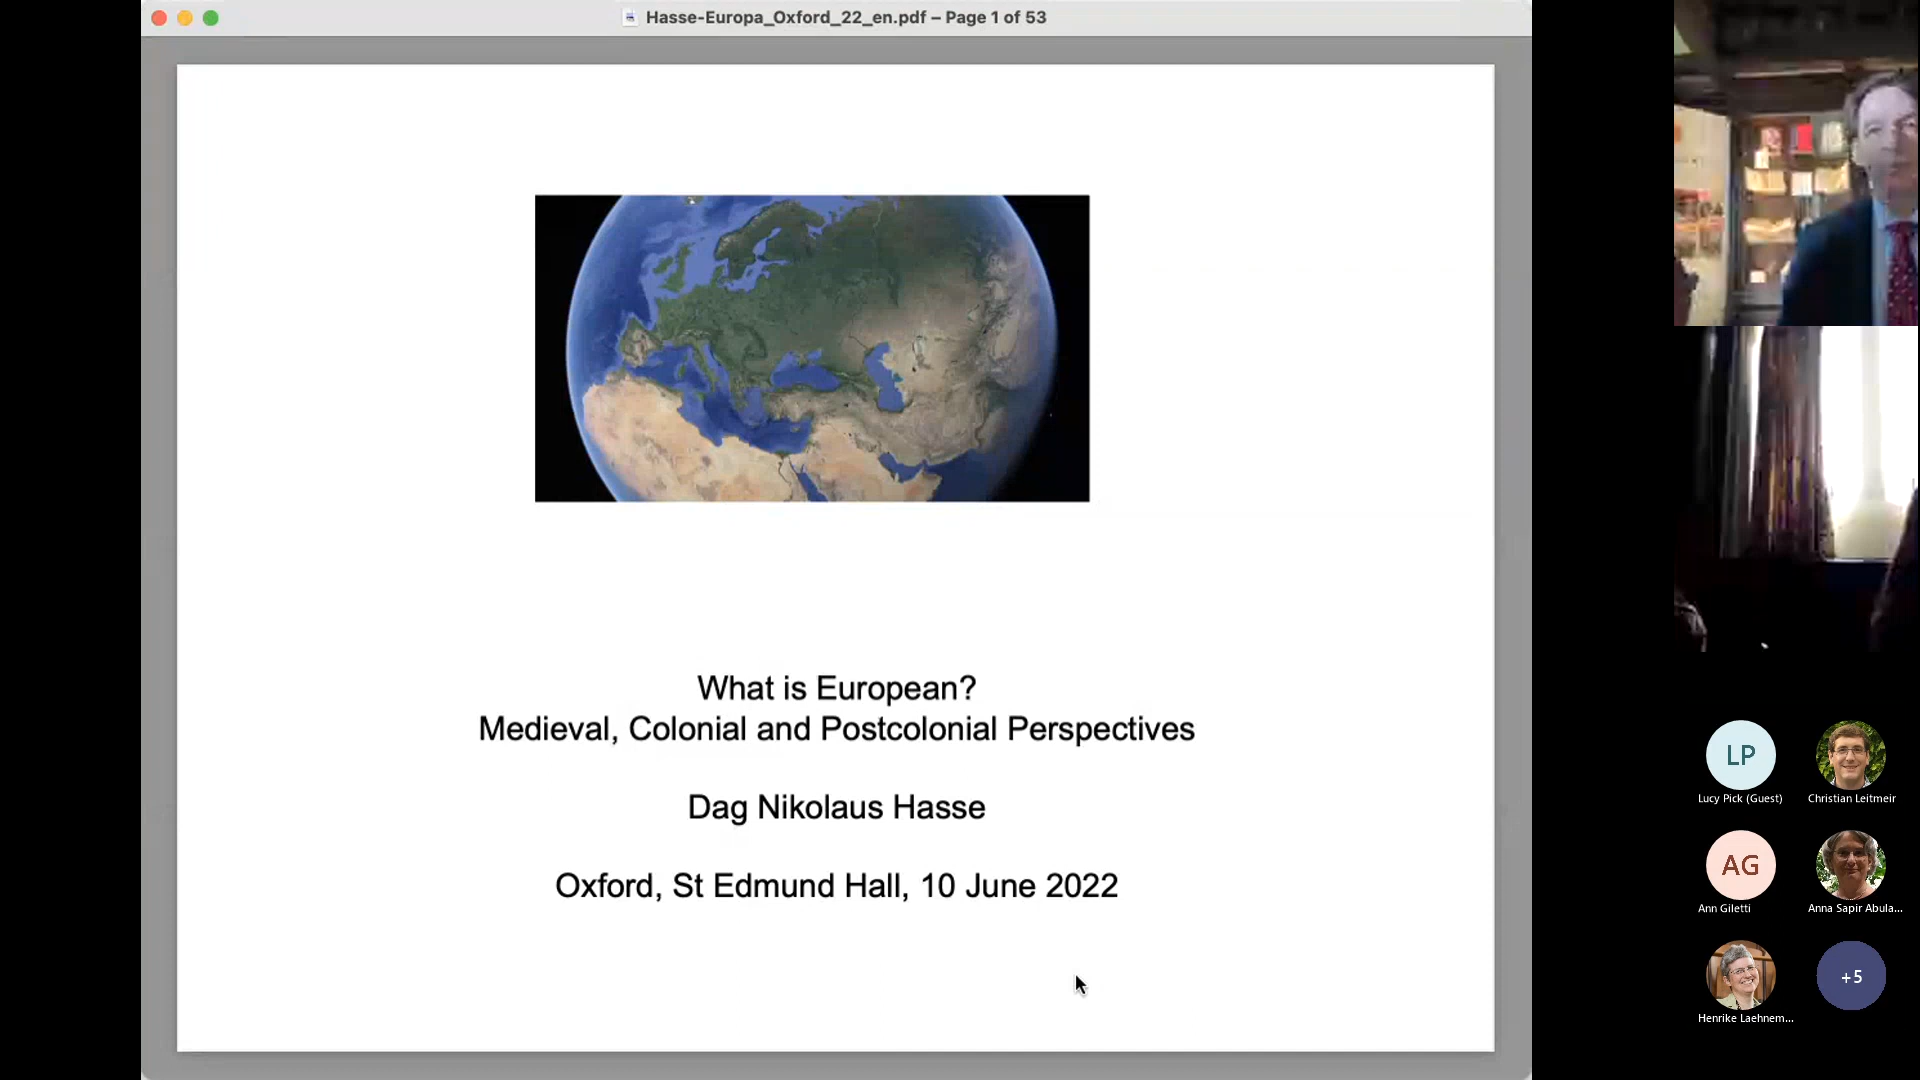 Hasse-Europa_Oxford_22_en.pdf – Page 1 of 53
What is European?
Medieval, Colonial and Postcolonial Perspectives
Dag Nikolaus Hasse
Oxford, St Edmund Hall, 10 June 2022
LP
Lucy Pick (Guest)
Christian Leitmeir
AG
Ann Giletti
Anna Sapir Abula...
Henrike Laehnem...
+5